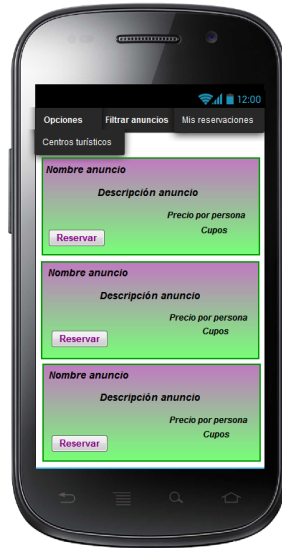 12:00
Opciones Filtrar anuncios Mis reservaciones
Centros turísticos
Nombre anuncio
Descripción anuncio
Precio por persona
Cupos
Reservar
Nombre anuncio
Descripción anuncio
Precio por persona
Cupos
Reservar
Nombre anuncio
Descripción anuncio
Precio por persona
Cupos
Reservar